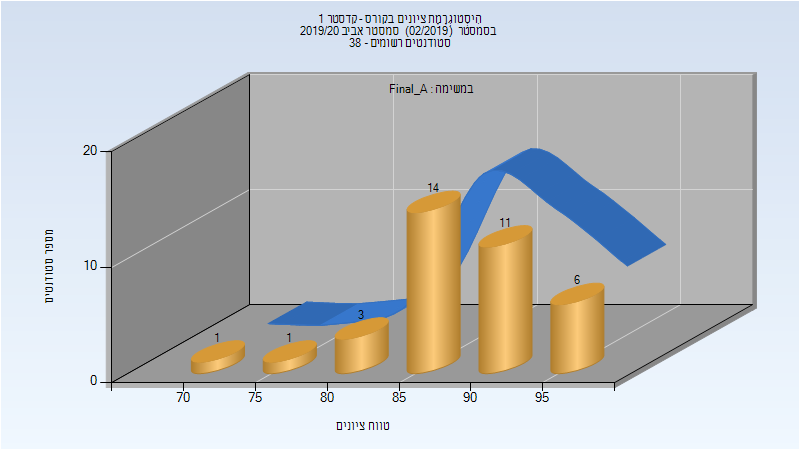 היסטוגרמת ציונים בקורס - קדסטר 1
בסמסטר (02/2019) סמסטר אביב 2019/20
סטודנטים רשומים - 38
במשימה : Final_A
מספר סטודנטים
20
10
0
14
11
6
3
1
1
70 75 80 85 90 95
טווח ציונים